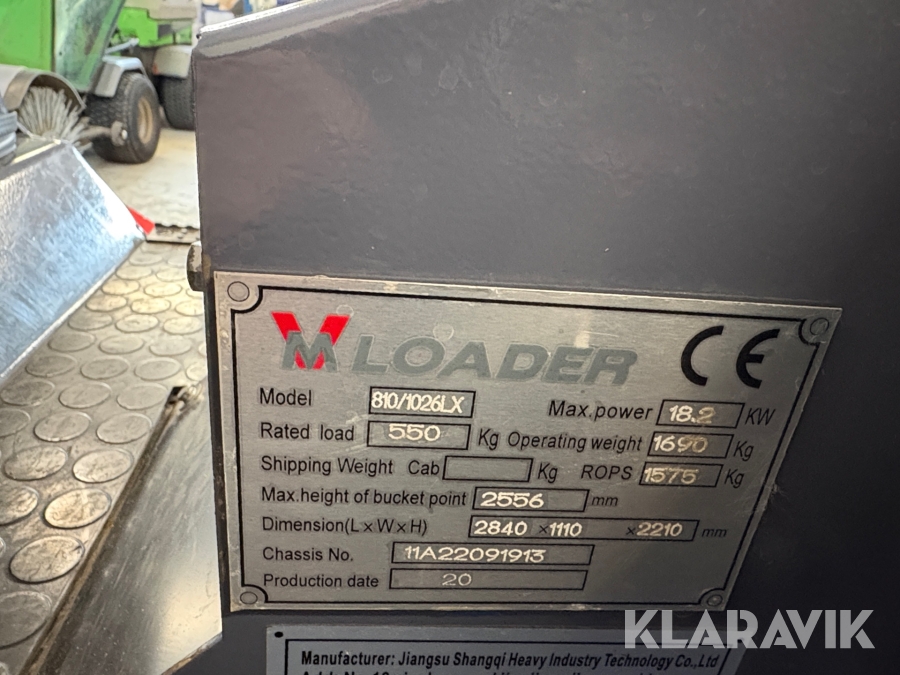 VM LOADER CE
Model 810/1026LX Max.power 18.2 KW
Rated load 550 Kg Operating weight 1690 Kg
Shipping Weight Cab Kg ROPS 1575 Kg
Max.height of bucket point 2556 mm
Dimension(L×W×H) 2840 ×1110 ×2210 mm
Chassis No. 11A22091913
Production date 20
KLARAVIK
Manufacturer: Jiangsu Shangqi Heavy Industry Technology Co.,Ltd